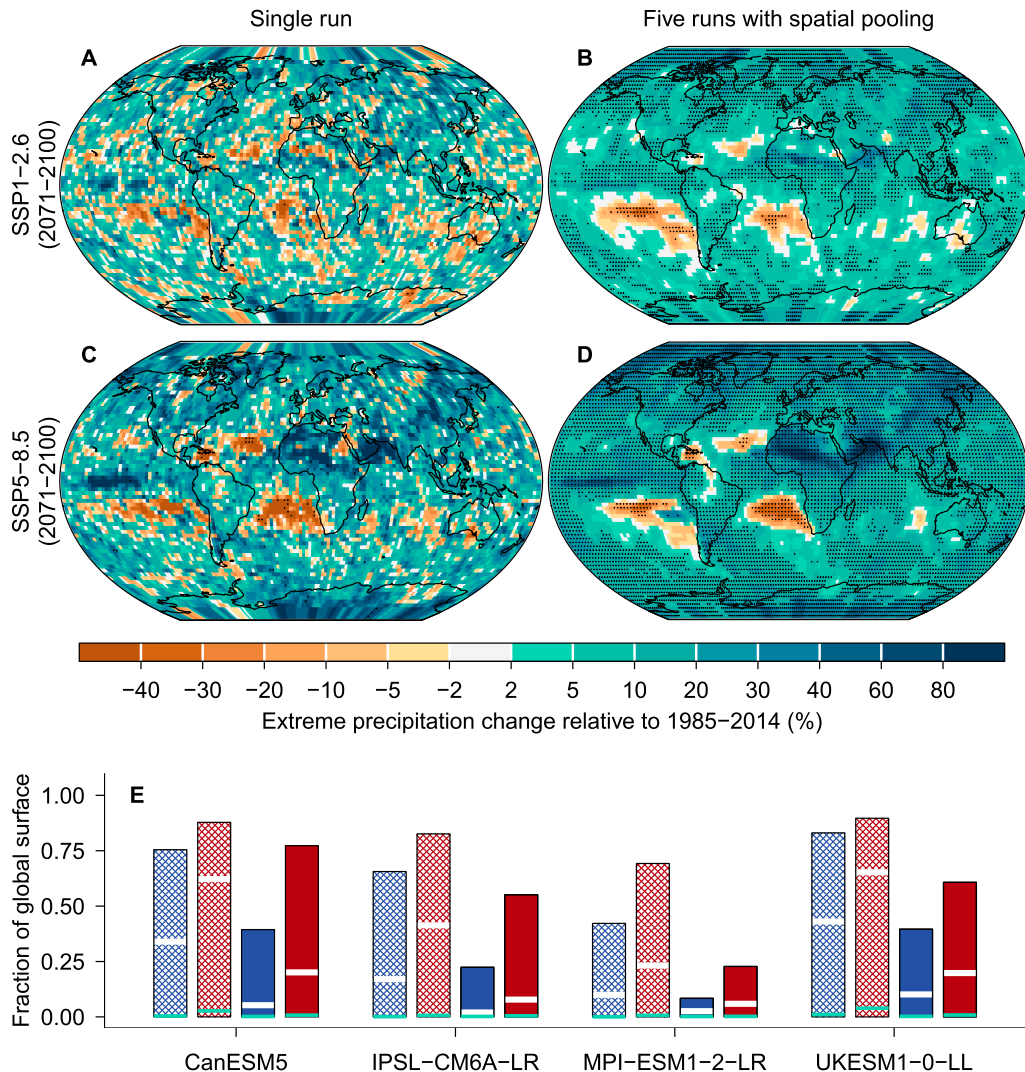 Single run
Five runs with spatial pooling
A
B
SSP1−2.6
(2071−2100)
C
D
SSP5−8.5
(2071−2100)
−40 −30 −20 −10 −5 −2 2 5 10 20 30 40 60 80
Extreme precipitation change relative to 1985−2014 (%)
E
Fraction of global surface
1.00
0.75
0.50
0.25
0.00
CanESM5 IPSL−CM6A−LR MPI−ESM1−2−LR UKESM1−0−LL